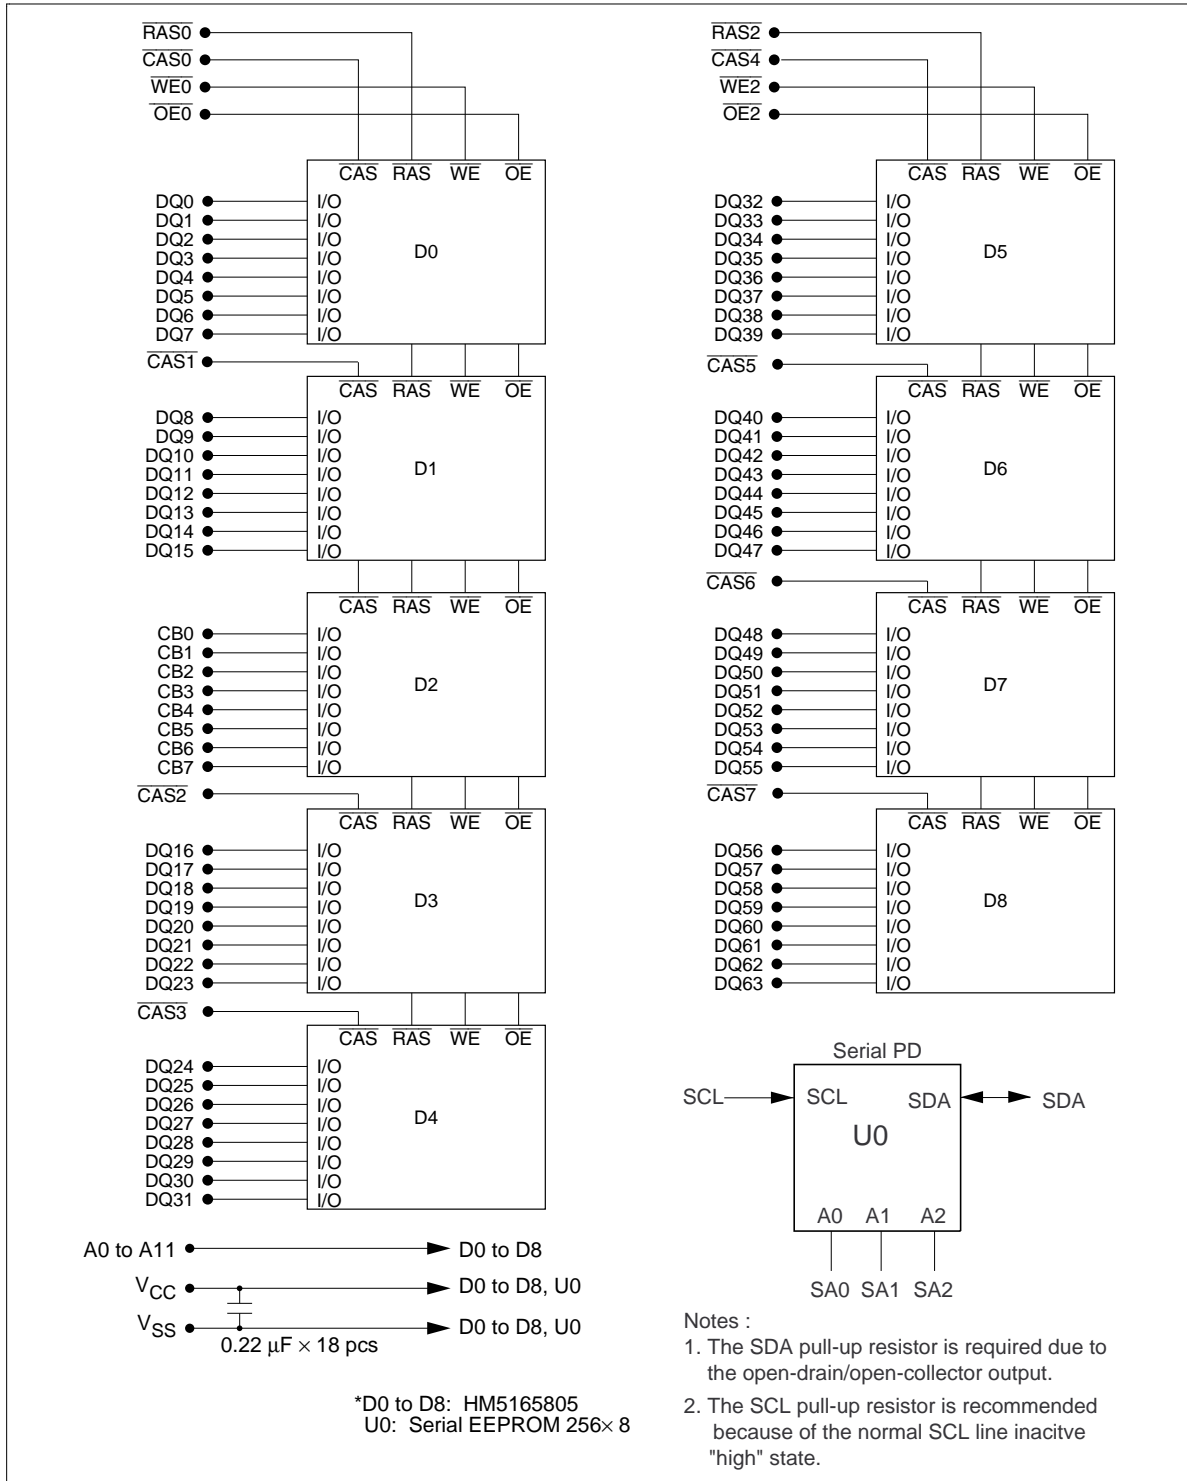 RAS0
CAS0
WE0
OE0
CAS RAS WE OE
DQ0 I/O
DQ1 I/O
DQ2 I/O
DQ3 I/O
DQ4 I/O
DQ5 I/O
DQ6 I/O
DQ7 I/O
D0
CAS1
CAS RAS WE OE
DQ8 I/O
DQ9 I/O
DQ10 I/O
DQ11 I/O
DQ12 I/O
DQ13 I/O
DQ14 I/O
DQ15 I/O
D1
CAS RAS WE OE
CB0 I/O
CB1 I/O
CB2 I/O
CB3 I/O
CB4 I/O
CB5 I/O
CB6 I/O
CB7 I/O
D2
CAS2
CAS RAS WE OE
DQ16 I/O
DQ17 I/O
DQ18 I/O
DQ19 I/O
DQ20 I/O
DQ21 I/O
DQ22 I/O
DQ23 I/O
D3
CAS3
CAS RAS WE OE
DQ24 I/O
DQ25 I/O
DQ26 I/O
DQ27 I/O
DQ28 I/O
DQ29 I/O
DQ30 I/O
DQ31 I/O
D4
A0 to A11 D0 to D8
VCC D0 to D8, U0
VSS D0 to D8, U0
0.22 µF × 18 pcs
*D0 to D8: HM5165805
U0: Serial EEPROM 256× 8
RAS2
CAS4
WE2
OE2
CAS RAS WE OE
DQ32 I/O
DQ33 I/O
DQ34 I/O
DQ35 I/O
DQ36 I/O
DQ37 I/O
DQ38 I/O
DQ39 I/O
D5
CAS5
CAS RAS WE OE
DQ40 I/O
DQ41 I/O
DQ42 I/O
DQ43 I/O
DQ44 I/O
DQ45 I/O
DQ46 I/O
DQ47 I/O
D6
CAS6
CAS RAS WE OE
DQ48 I/O
DQ49 I/O
DQ50 I/O
DQ51 I/O
DQ52 I/O
DQ53 I/O
DQ54 I/O
DQ55 I/O
D7
CAS7
CAS RAS WE OE
DQ56 I/O
DQ57 I/O
DQ58 I/O
DQ59 I/O
DQ60 I/O
DQ61 I/O
DQ62 I/O
DQ63 I/O
D8
Serial PD
SCL SCL SDA SDA
U0
A0 A1 A2
SA0 SA1 SA2
Notes :
1. The SDA pull-up resistor is required due to
the open-drain/open-collector output.
2. The SCL pull-up resistor is recommended
because of the normal SCL line inacitve
"high" state.